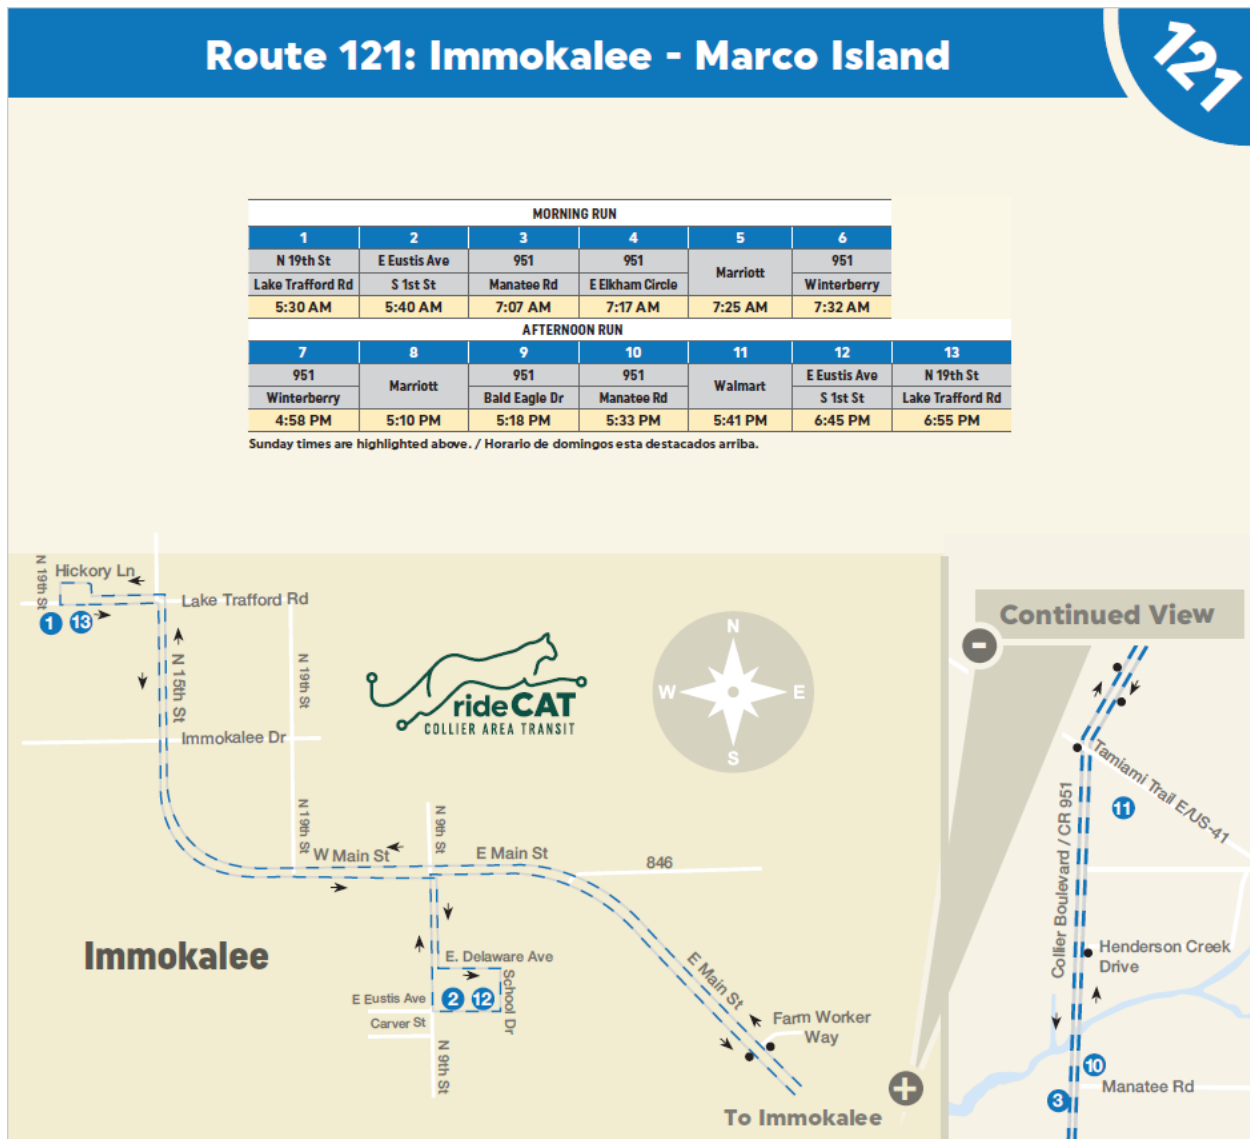 Route 121: Immokalee - Marco Island
121
MORNING RUN
1 2 3 4 5 6
N 19th St E Eustis Ave 951 951 Marriott 951
Lake Trafford Rd S 1st St Manatee Rd E Elkham Circle Winterberry
5:30 AM 5:40 AM 7:07 AM 7:17 AM 7:25 AM 7:32 AM
AFTERNOON RUN
7 8 9 10 11 12 13
951 Marriott 951 951 Walmart E Eustis Ave N 19th St
Winterberry Bald Eagle Dr Manatee Rd S 1st St Lake Trafford Rd
4:58 PM 5:10 PM 5:18 PM 5:33 PM 5:41 PM 6:45 PM 6:55 PM
Sunday times are highlighted above. / Horario de domingos esta destacados arriba.
N 19th St
Hickory Ln
Lake Trafford Rd
1 13
N 15th St
N 19th St
Immokalee Dr
rideCAT
COLLIER AREA TRANSIT
N
W E
S
N 19th St
W Main St
N 9th St
E Main St
846
Immokalee
E. Delaware Ave
E Eustis Ave
2 12
School Dr
Carver St
N 9th St
E Main St
Farm Worker
Way
To Immokalee
+
Continued View
-
Tamiami Trail E/US-41
11
Collier Boulevard / CR 951
Henderson Creek
Drive
10
Manatee Rd
3